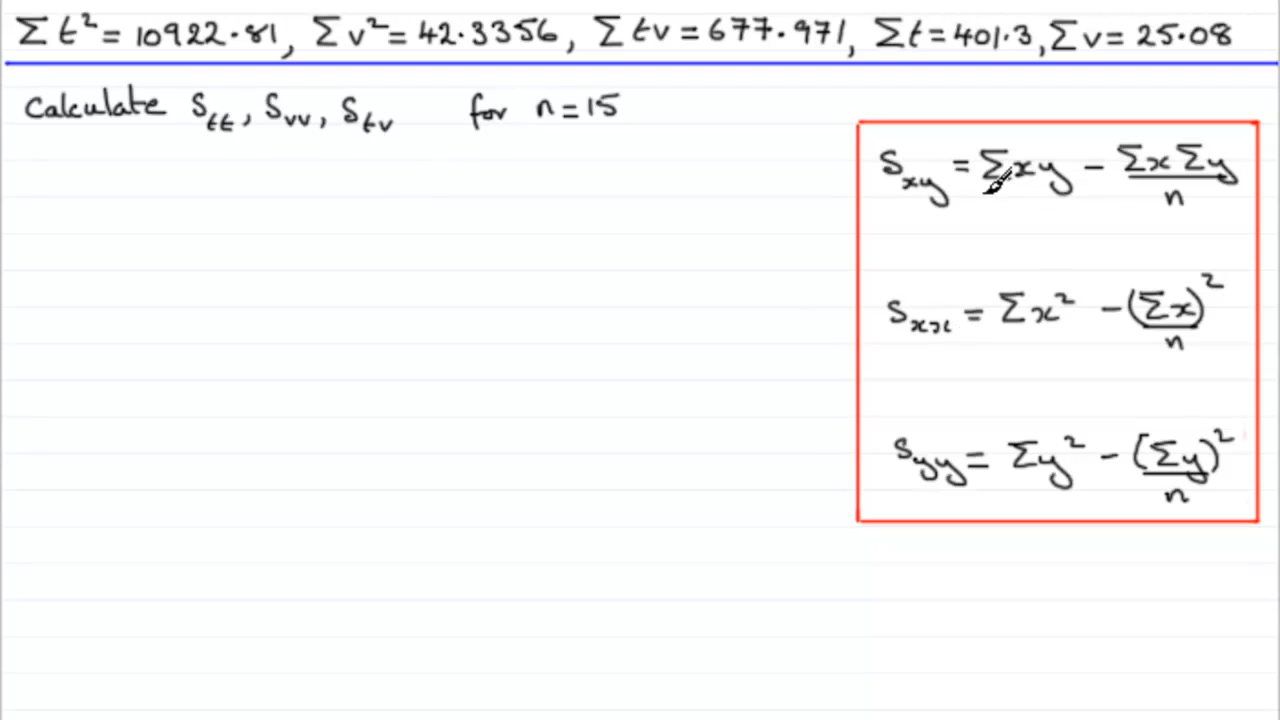 Σt² = 10922.81, Σv² = 42.3356, Σtv = 677.971, Σt = 401.3, Σv = 25.08
Calculate Stt, Svv, Stv for n = 15
Sxy = Σxy - ΣxΣy/n
Sxx = Σx² - (Σx)²/n
Syy = Σy² - (Σy)²/n